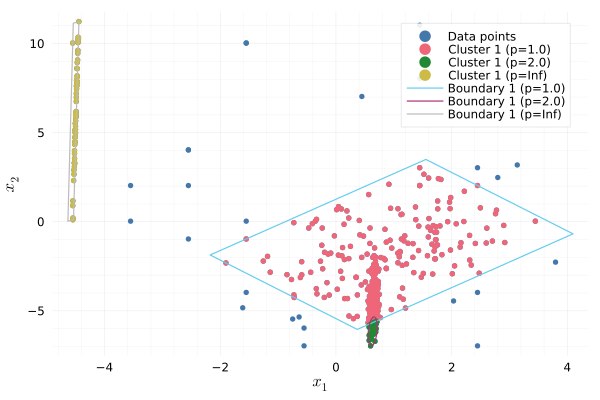 Data points
Cluster 1 (p=1.0)
Cluster 1 (p=2.0)
Cluster 1 (p=Inf)
Boundary 1 (p=1.0)
Boundary 1 (p=2.0)
Boundary 1 (p=Inf)
10
5
0
−5
x₂
−4 −2 0 2 4
x₁